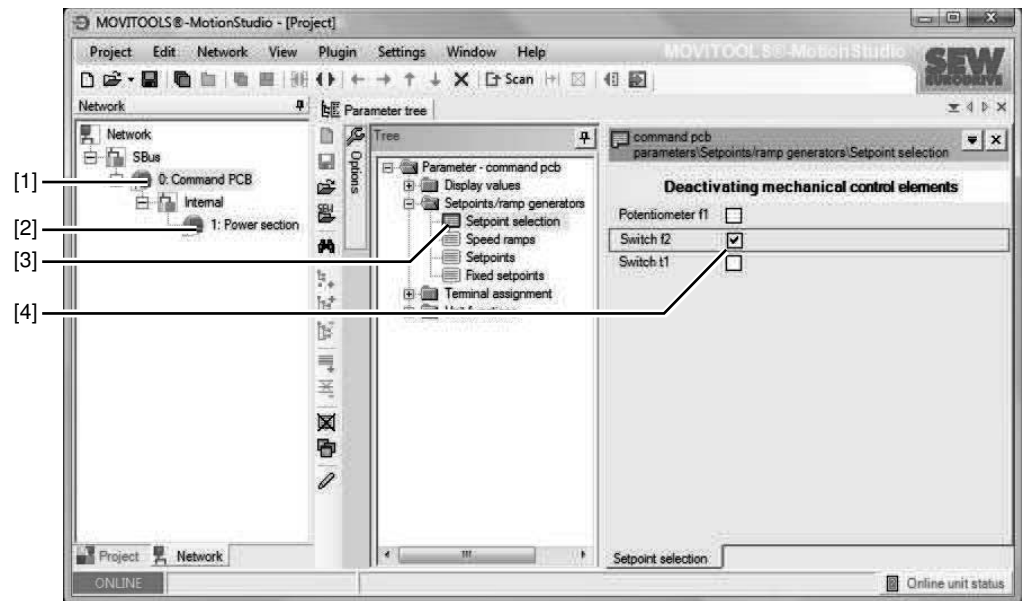 MOVITOOLS®-MotionStudio - [Project]
Project Edit Network View Plugin Settings Window Help
MOVITOOLS®-MotionStudio
SEW
EURODRIVE
Scan
Network
Parameter tree
Network
SBus
[1]
0: Command PCB
Internal
[2]
1: Power section
[3]
[4]
Options
Tree
Parameter - command pcb
Display values
Setpoints/ramp generators
Setpoint selection
Speed ramps
Setpoints
Fixed setpoints
Terminal assignment
command pcb
parameters\Setpoints/ramp generators\Setpoint selection
Deactivating mechanical control elements
Potentiometer f1
Switch f2
Switch t1
Project Network
Setpoint selection
ONLINE
Online unit status